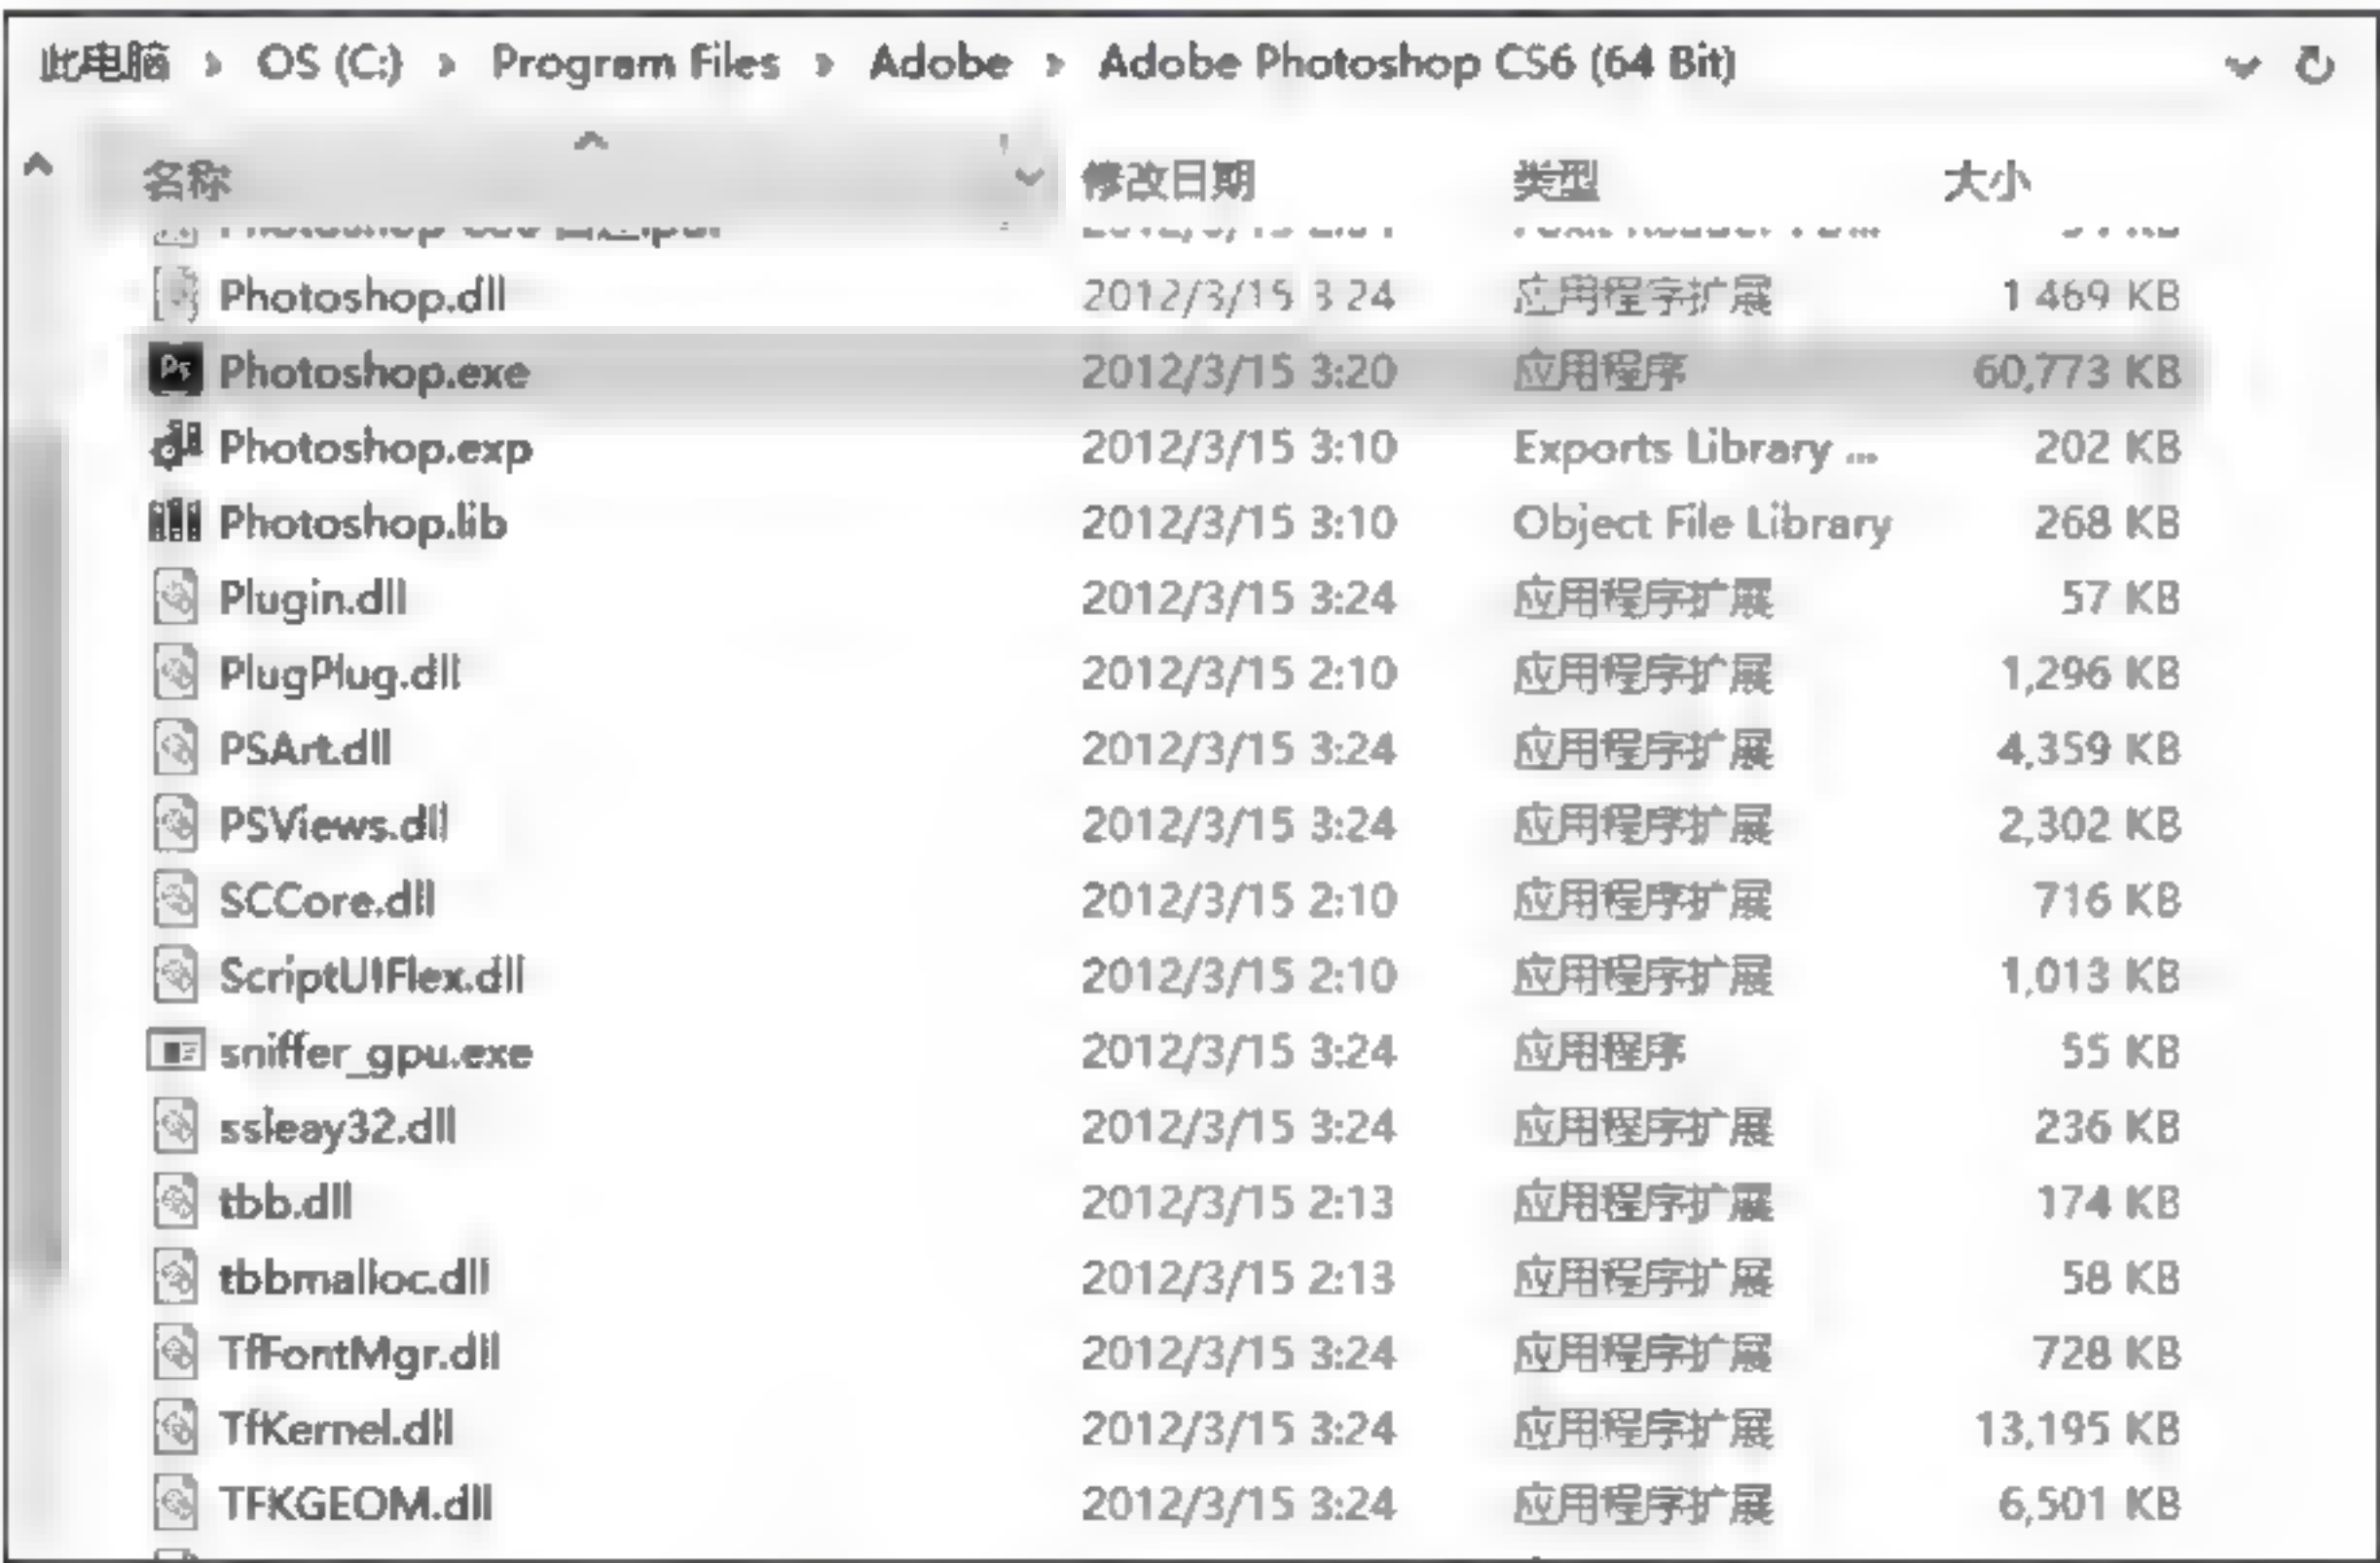 此电脑 › OS (C:) › Program Files › Adobe › Adobe Photoshop CS6 (64 Bit)
名称 修改日期 类型 大小
Photoshop.dll 2012/3/15 3:24 应用程序扩展 1,469 KB
Photoshop.exe 2012/3/15 3:20 应用程序 60,773 KB
Photoshop.exp 2012/3/15 3:10 Exports Library ... 202 KB
Photoshop.lib 2012/3/15 3:10 Object File Library 268 KB
Plugin.dll 2012/3/15 3:24 应用程序扩展 57 KB
PlugPlug.dll 2012/3/15 2:10 应用程序扩展 1,296 KB
PSArt.dll 2012/3/15 3:24 应用程序扩展 4,359 KB
PSViews.dll 2012/3/15 3:24 应用程序扩展 2,302 KB
SCCore.dll 2012/3/15 2:10 应用程序扩展 716 KB
ScriptUIFlex.dll 2012/3/15 2:10 应用程序扩展 1,013 KB
sniffer_gpu.exe 2012/3/15 3:24 应用程序 55 KB
ssleay32.dll 2012/3/15 3:24 应用程序扩展 236 KB
tbb.dll 2012/3/15 2:13 应用程序扩展 174 KB
tbbmalloc.dll 2012/3/15 2:13 应用程序扩展 58 KB
TfFontMgr.dll 2012/3/15 3:24 应用程序扩展 728 KB
TfKernel.dll 2012/3/15 3:24 应用程序扩展 13,195 KB
TFKGEOM.dll 2012/3/15 3:24 应用程序扩展 6,501 KB